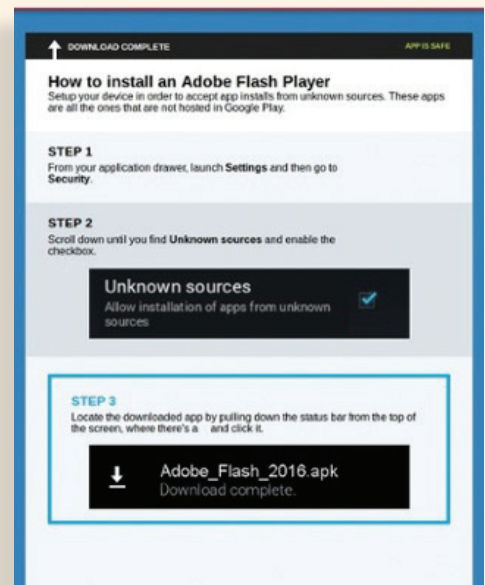 DOWNLOAD COMPLETE
APP IS SAFE
How to install an Adobe Flash Player
Setup your device in order to accept app installs from unknown sources. These apps
are all the ones that are not hosted in Google Play.
STEP 1
From your application drawer, launch Settings and then go to
Security.
STEP 2
Scroll down until you find Unknown sources and enable the
checkbox.
Unknown sources
Allow installation of apps from unknown
sources
STEP 3
Locate the downloaded app by pulling down the status bar from the top of
the screen, where there's a and click it.
Adobe_Flash_2016.apk
Download complete.